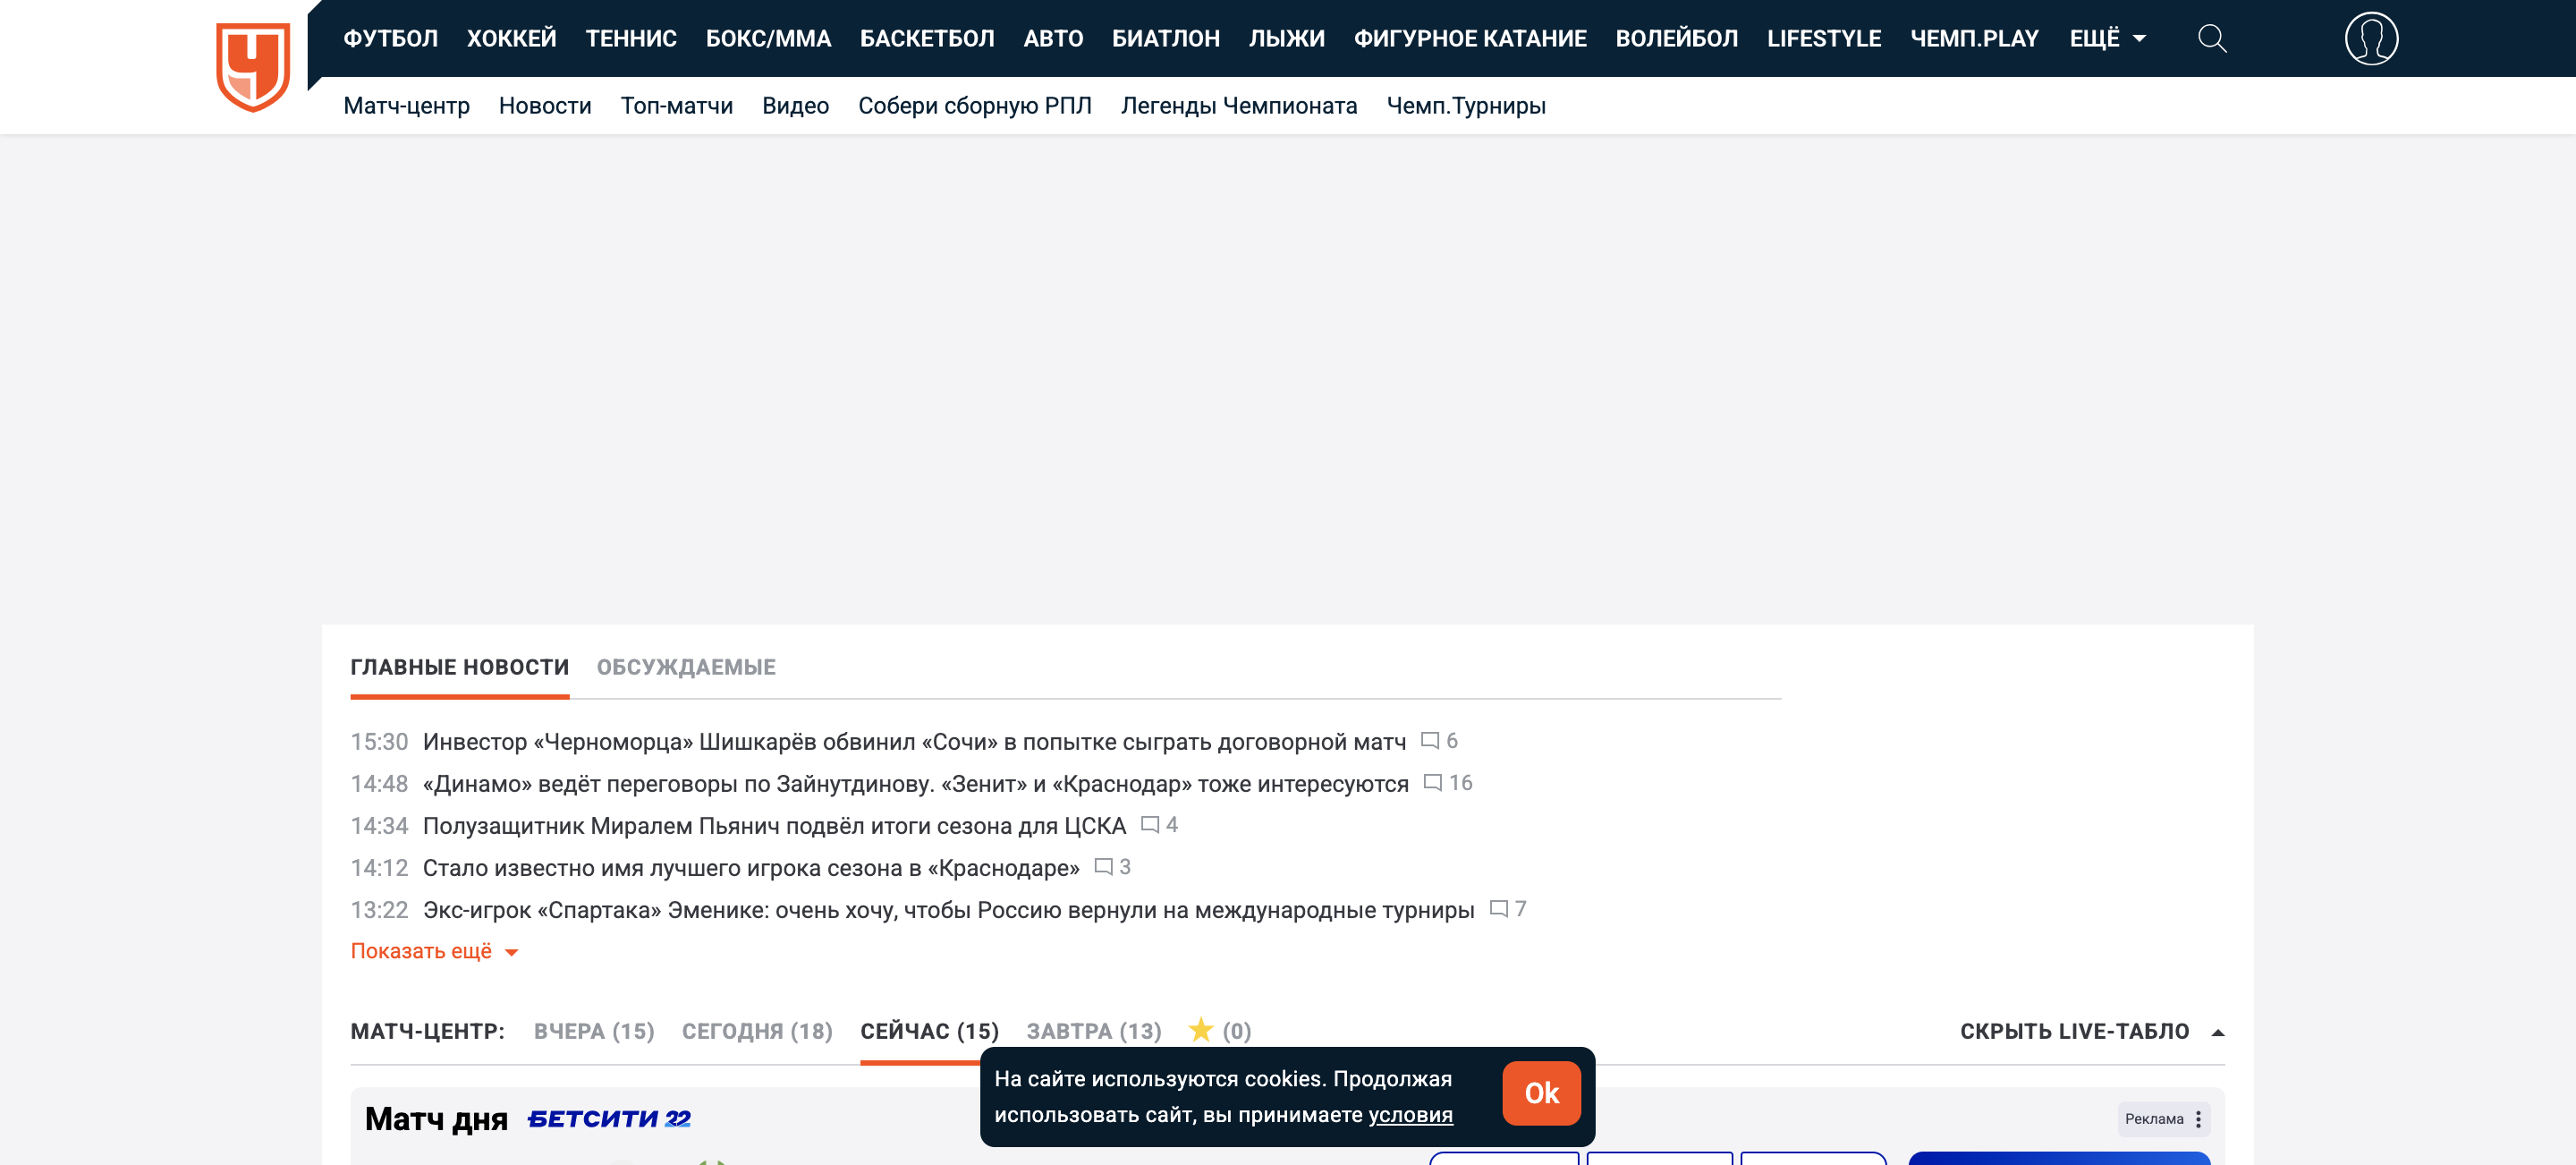 ФУТБОЛ ХОККЕЙ ТЕННИС БОКС/ММА БАСКЕТБОЛ АВТО БИАТЛОН ЛЫЖИ ФИГУРНОЕ КАТАНИЕ ВОЛЕЙБОЛ LIFESTYLE ЧЕМП.PLAY ЕЩЁ
Матч-центр Новости Топ-матчи Видео Собери сборную РПЛ Легенды Чемпионата Чемп.Турниры
ГЛАВНЫЕ НОВОСТИ ОБСУЖДАЕМЫЕ
15:30 Инвестор «Черноморца» Шишкарёв обвинил «Сочи» в попытке сыграть договорной матч 6
14:48 «Динамо» ведёт переговоры по Зайнутдинову. «Зенит» и «Краснодар» тоже интересуются 16
14:34 Полузащитник Миралем Пьянич подвёл итоги сезона для ЦСКА 4
14:12 Стало известно имя лучшего игрока сезона в «Краснодаре» 3
13:22 Экс-игрок «Спартака» Эменике: очень хочу, чтобы Россию вернули на международные турниры 7
Показать ещё
МАТЧ-ЦЕНТР: ВЧЕРА (15) СЕГОДНЯ (18) СЕЙЧАС (15) ЗАВТРА (13) (0) СКРЫТЬ LIVE-ТАБЛО
На сайте используются cookies. Продолжая
использовать сайт, вы принимаете условия
Ok
Матч дня БЕТСИТИ 22
Реклама